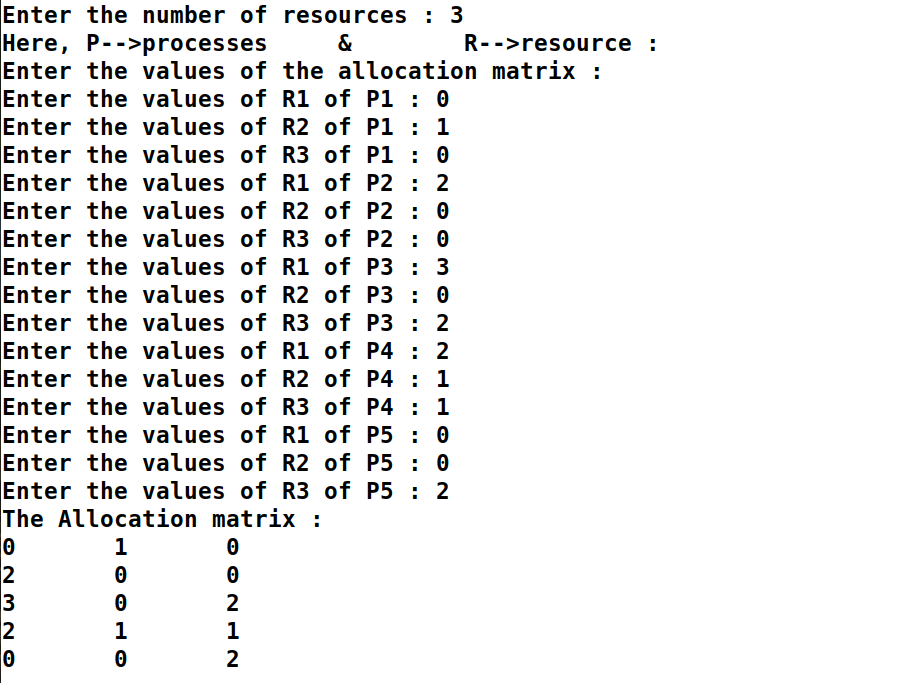 Enter the number of resources : 3
Here, P-->processes     &        R-->resource :
Enter the values of the allocation matrix :
Enter the values of R1 of P1 : 0
Enter the values of R2 of P1 : 1
Enter the values of R3 of P1 : 0
Enter the values of R1 of P2 : 2
Enter the values of R2 of P2 : 0
Enter the values of R3 of P2 : 0
Enter the values of R1 of P3 : 3
Enter the values of R2 of P3 : 0
Enter the values of R3 of P3 : 2
Enter the values of R1 of P4 : 2
Enter the values of R2 of P4 : 1
Enter the values of R3 of P4 : 1
Enter the values of R1 of P5 : 0
Enter the values of R2 of P5 : 0
Enter the values of R3 of P5 : 2
The Allocation matrix :
0       1       0
2       0       0
3       0       2
2       1       1
0       0       2